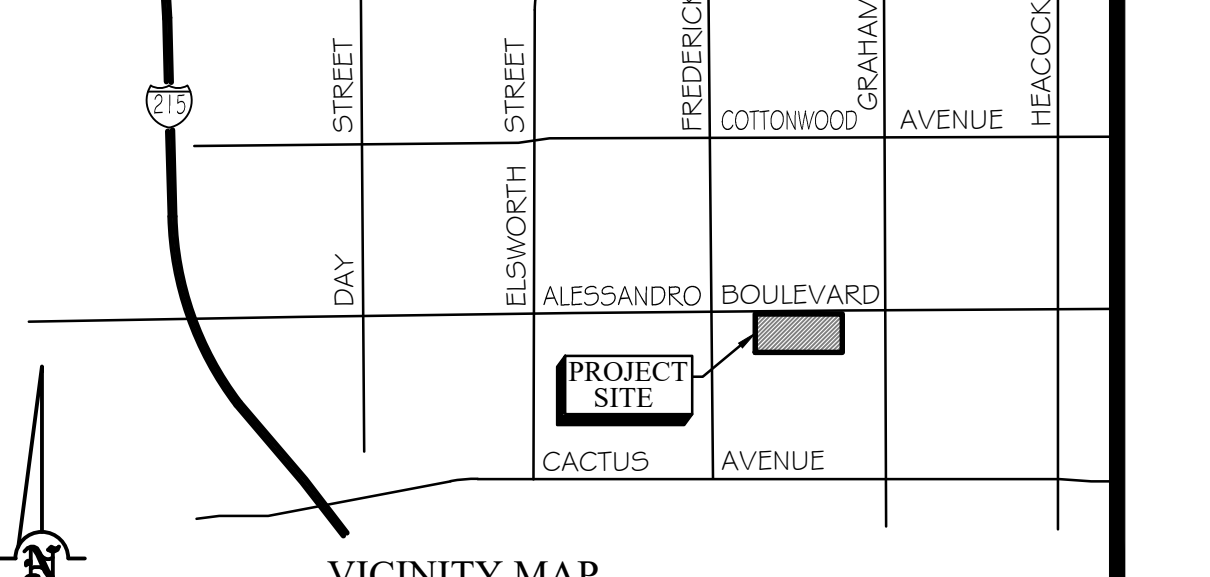 STREET
STREET
FREDERICK
GRAHAM
HEACOCK
215
COTTONWOOD AVENUE
DAY
ELSWORTH
ALESSANDRO BOULEVARD
PROJECT
SITE
CACTUS AVENUE
N
VICINITY MAP